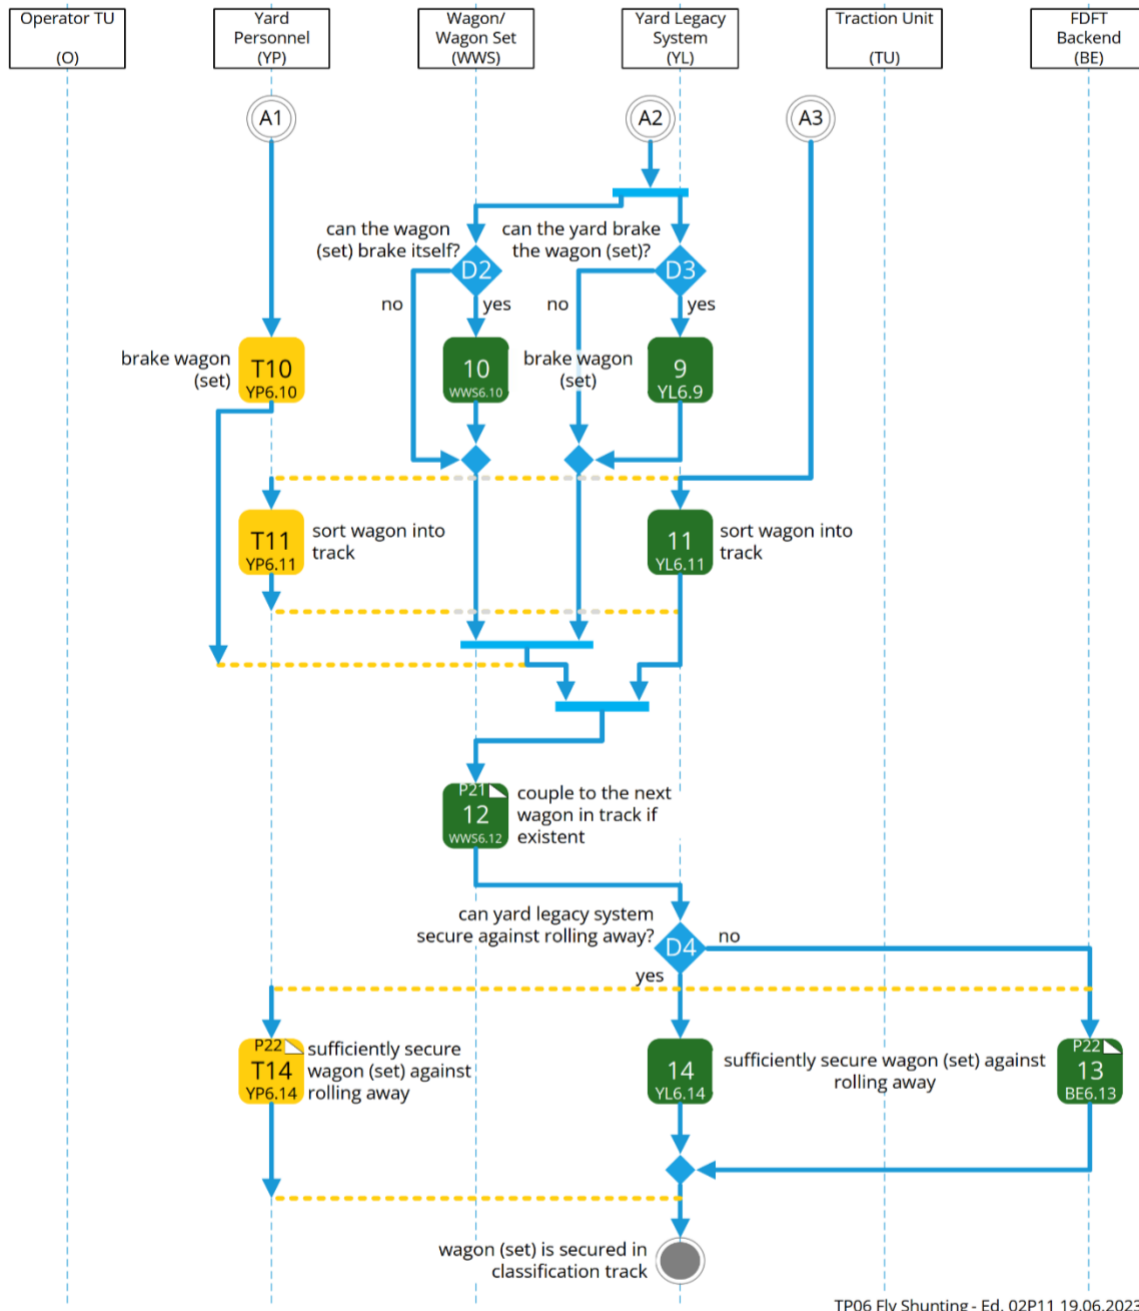 Operator TU
(O)
Yard
Personnel
(YP)
Wagon/
Wagon Set
(WWS)
Yard Legacy
System
(YL)
Traction Unit
(TU)
FDFT
Backend
(BE)
A1
A2
A3
can the wagon
(set) brake itself?
can the yard brake
the wagon (set)?
D2
D3
no
yes
no
yes
brake wagon
(set)
T10
YP6.10
10
WWS6.10
brake wagon
(set)
9
YL6.9
T11
YP6.11
sort wagon into
track
11
YL6.11
sort wagon into
track
P21
12
WWS6.12
couple to the next
wagon in track if
existent
can yard legacy system
secure against rolling away?
D4
no
yes
P22
T14
YP6.14
sufficiently secure
wagon (set) against
rolling away
14
YL6.14
sufficiently secure wagon (set) against
rolling away
P22
13
BE6.13
wagon (set) is secured in
classification track
TP06 Fly Shunting - Ed. 02P11 19.06.2023